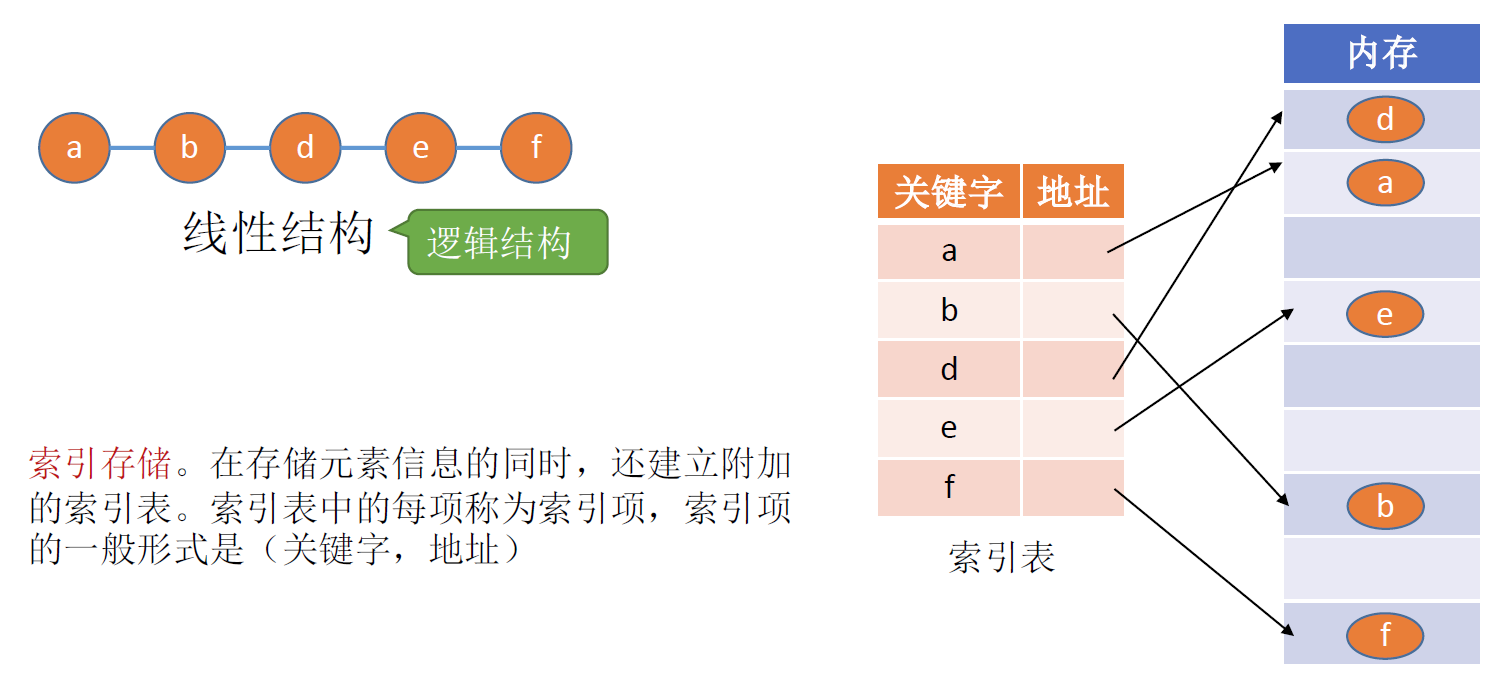 a b d e f
线性结构
逻辑结构
索引存储。在存储元素信息的同时，还建立附加
的索引表。索引表中的每项称为索引项，索引项
的一般形式是（关键字，地址）
关键字 地址
a
b
d
e
f
索引表
内存
d
a
e
b
f